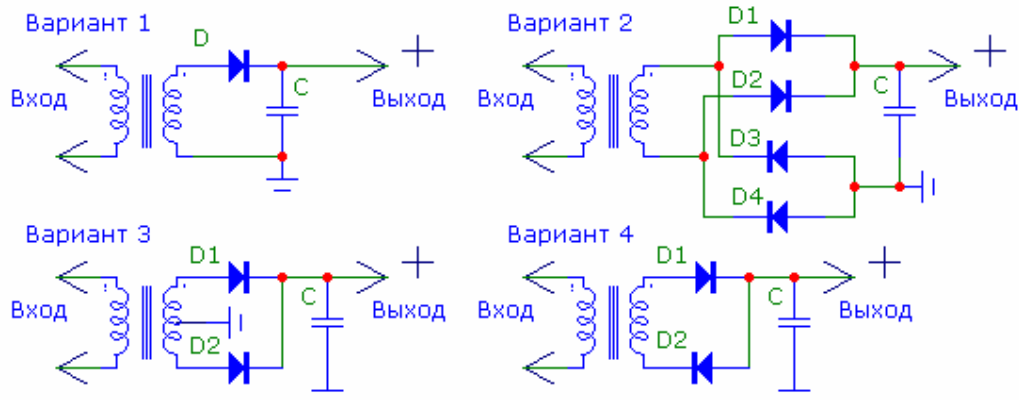 Вариант 1
D
C
Вход
Выход
Вариант 2
D1
D2
D3
D4
C
Вход
Выход
Вариант 3
D1
D2
C
Вход
Выход
Вариант 4
D1
D2
C
Вход
Выход